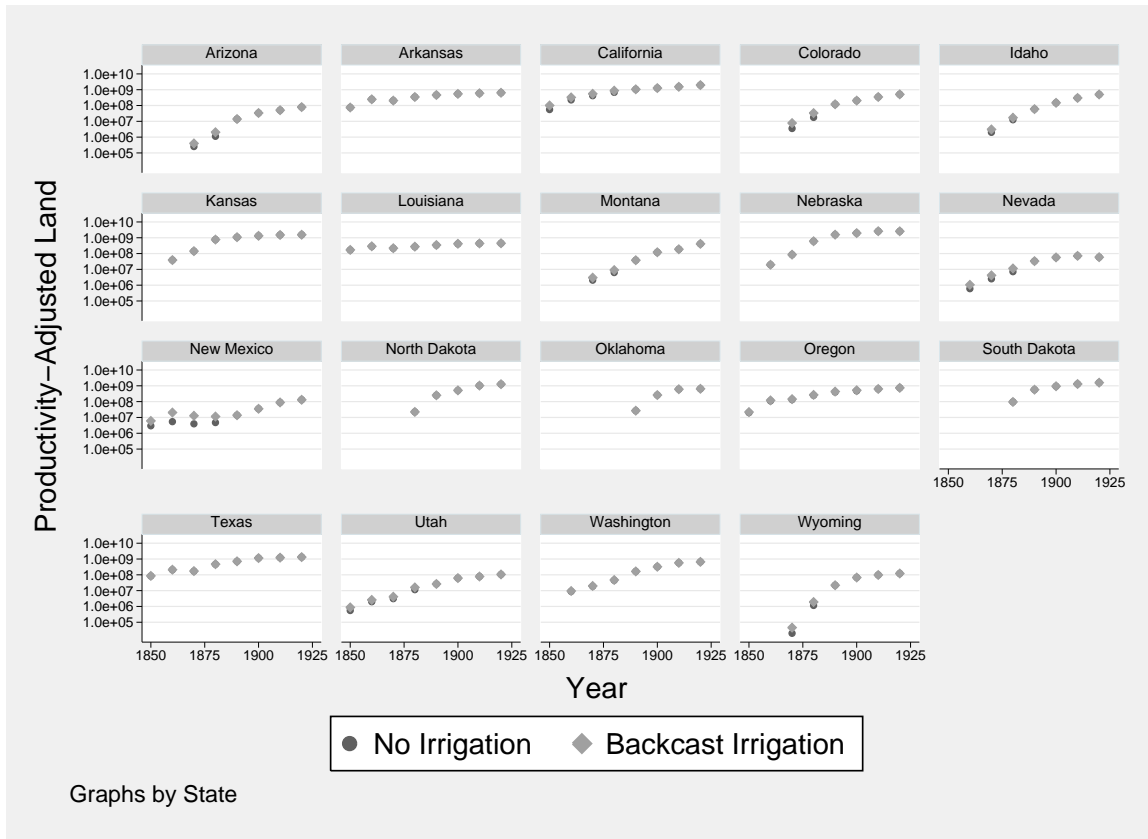 Productivity−Adjusted Land
Arizona Arkansas California Colorado Idaho
1.0e+10
1.0e+09
1.0e+08
1.0e+07
1.0e+06
1.0e+05
Kansas Louisiana Montana Nebraska Nevada
1.0e+10
1.0e+09
1.0e+08
1.0e+07
1.0e+06
1.0e+05
New Mexico North Dakota Oklahoma Oregon South Dakota
1.0e+10
1.0e+09
1.0e+08
1.0e+07
1.0e+06
1.0e+05
1850 1875 1900 1925
Texas Utah Washington Wyoming
1.0e+10
1.0e+09
1.0e+08
1.0e+07
1.0e+06
1.0e+05
1850 1875 1900 1925 1850 1875 1900 1925 1850 1875 1900 1925 1850 1875 1900 1925
Year
No Irrigation Backcast Irrigation
Graphs by State